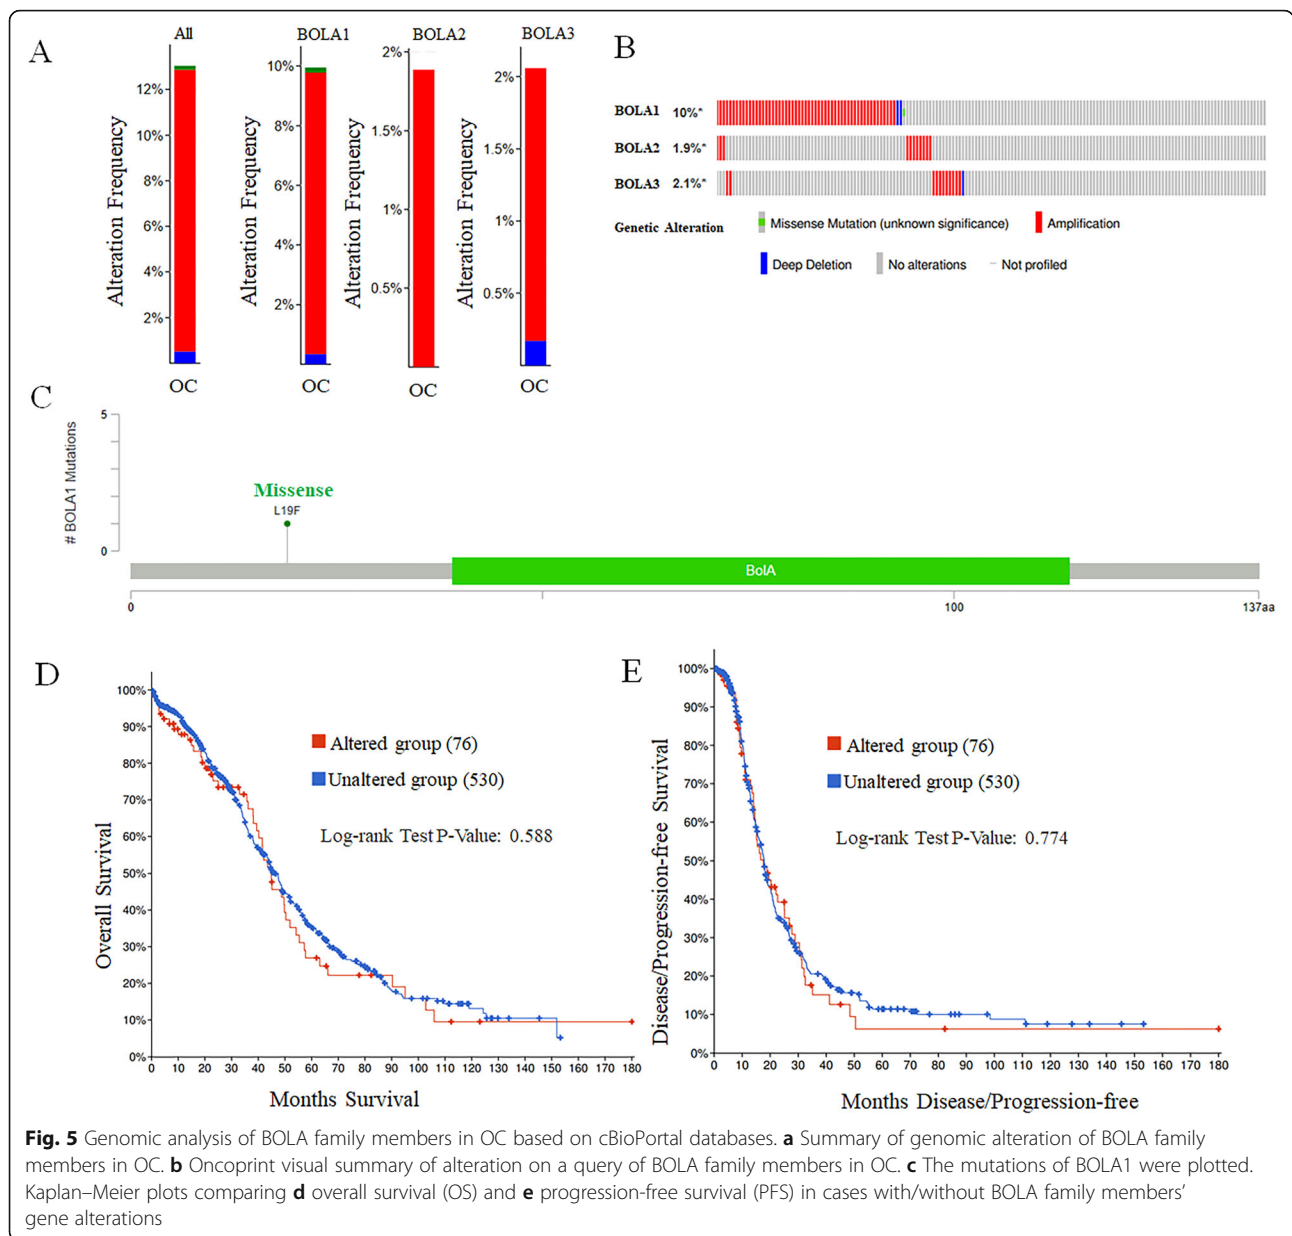 A
All
BOLA1
BOLA2
BOLA3
Alteration Frequency
12%
10%
8%
6%
4%
2%
OC
Alteration Frequency
10%
8%
6%
4%
2%
OC
Alteration Frequency
2%
1.5%
1%
0.5%
OC
Alteration Frequency
2%
1.5%
1%
0.5%
OC
B
BOLA1 10%*
BOLA2 1.9%*
BOLA3 2.1%*
Genetic Alteration Missense Mutation (unknown significance) Amplification
Deep Deletion No alterations Not profiled
C
# BOLA1 Mutations
5
0
Missense
L19F
BolA
0 100 137aa
D
Overall Survival
100%
90%
80%
70%
60%
50%
40%
30%
20%
10%
0%
Altered group (76)
Unaltered group (530)
Log-rank Test P-Value: 0.588
0 10 20 30 40 50 60 70 80 90 100 110 120 130 140 150 160 170 180
Months Survival
E
Disease/Progression-free Survival
100%
90%
80%
70%
60%
50%
40%
30%
20%
10%
0%
Altered group (76)
Unaltered group (530)
Log-rank Test P-Value: 0.774
0 10 20 30 40 50 60 70 80 90 100 110 120 130 140 150 160 170 180
Months Disease/Progression-free
Fig. 5 Genomic analysis of BOLA family members in OC based on cBioPortal databases. a Summary of genomic alteration of BOLA family
members in OC. b Oncoprint visual summary of alteration on a query of BOLA family members in OC. c The mutations of BOLA1 were plotted.
Kaplan–Meier plots comparing d overall survival (OS) and e progression-free survival (PFS) in cases with/without BOLA family members’
gene alterations